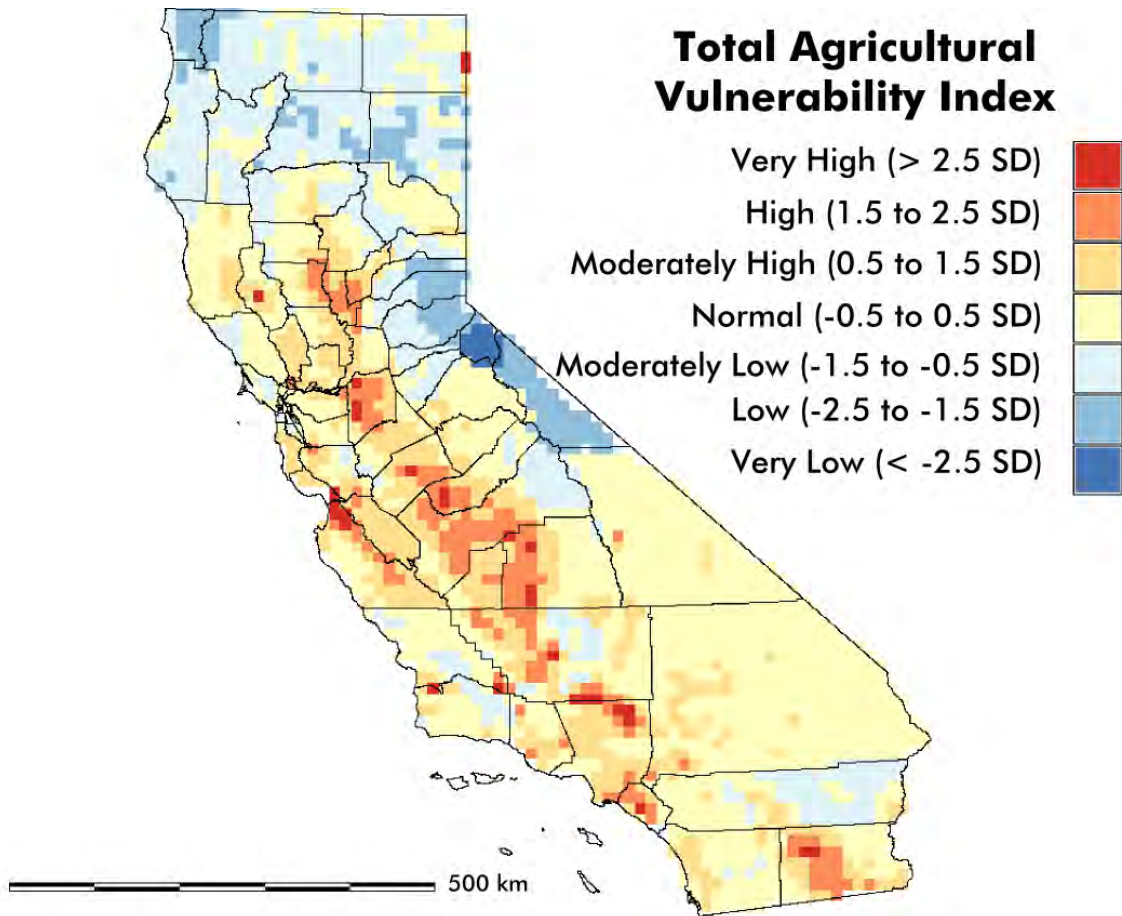 Total Agricultural
Vulnerability Index
Very High (> 2.5 SD)
High (1.5 to 2.5 SD)
Moderately High (0.5 to 1.5 SD)
Normal (-0.5 to 0.5 SD)
Moderately Low (-1.5 to -0.5 SD)
Low (-2.5 to -1.5 SD)
Very Low (< -2.5 SD)
500 km